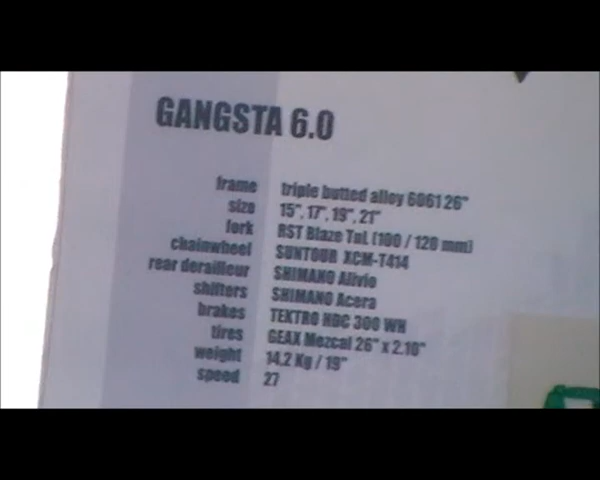 GANGSTA 6.0
frame triple butted alloy 6061 26"
size 15", 17", 19", 21"
fork RST Blaze TnL (100 / 120 mm)
chainwheel SUNTOUR XCM-T414
rear derailleur SHIMANO Alivio
shifters SHIMANO Acera
brakes TEKTRO HDC 300 WH
tires GEAX Mezcal 26" x 2.10"
weight 14.2 Kg / 19"
speed 27